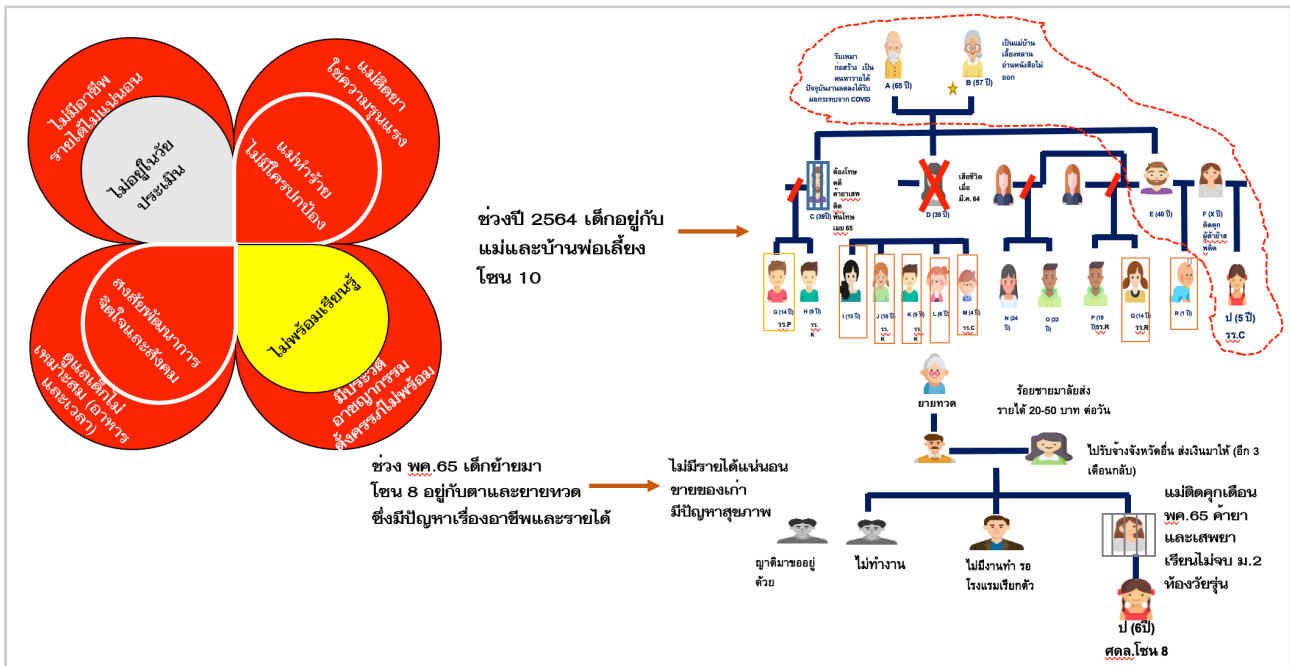 ไม่มีอาชีพ
รายได้ไม่แน่นอน
ไม่อยู่ในวัย
ประเมิน
แม่ติดยา
ใช้ความรุนแรง
แม่ทำร้าย
ไม่มีใครปกป้อง
สงสัยพัฒนาการ
จิตใจและสังคม
ดูแลเด็กไม่
เหมาะสม (อาหาร
และเวลา)
ไม่พร้อมเรียนรู้
มีประวัติ
อาชญากรรม
ตั้งครรภ์ไม่พร้อม
ช่วงปี 2564 เด็กอยู่กับ
แม่และบ้านพ่อเลี้ยง
โซน 10
รับเหมา
ก่อสร้าง เป็น
คนหารายได้
ปัจจุบันงานลดลงได้รับ
ผลกระทบจาก COVID
A (65 ปี)
B (57 ปี)
เป็นแม่บ้าน
เลี้ยงหลาน
อ่านหนังสือไม่
ออก
C (39ปี)
ต้องโทษ
คดี
ค้ายาเสพ
ติด
พ้นโทษ
เมย 65
D (39 ปี)
เสียชีวิต
เมื่อ
มี.ค. 64
E (40 ปี)
F (X ปี)
ติดคุก
ผู้ค้ายาส
พติด
G (14 ปี)
รร.P
H (9 ปี)
รร.
K
I (15ปี)
J (10 ปี)
รร.
K
K (9 ปี)
รร.
K
L (6 ปี)
M (4 ปี)
รร.C
N (24
ปี)
O (22
ปี)
P (18
ปี)รร.R
Q (14 ปี)
รร.R
R (1 ปี)
ป (5 ปี)
รร.C
ช่วง พค.65 เด็กย้ายมา
โซน 8 อยู่กับตาและยายทวด
ซึ่งมีปัญหาเรื่องอาชีพและรายได้
ไม่มีรายได้แน่นอน
ขายของเก่า
มีปัญหาสุขภาพ
ยายทวด
ร้อยชายมาลัยส่ง
รายได้ 20-50 บาท ต่อวัน
ไปรับจ้างจังหวัดอื่น ส่งเงินมาให้ (อีก 3
เดือนกลับ)
ญาติมาขออยู่
ด้วย
ไม่ทำงาน
ไม่มีงานทำ รอ
โรงแรมเรียกตัว
แม่ติดคุกเดือน
พค.65 ค้ายา
และเสพยา
เรียนไม่จบ ม.2
ท้องวัยรุ่น
ป (6ปี)
ศดล.โซน 8